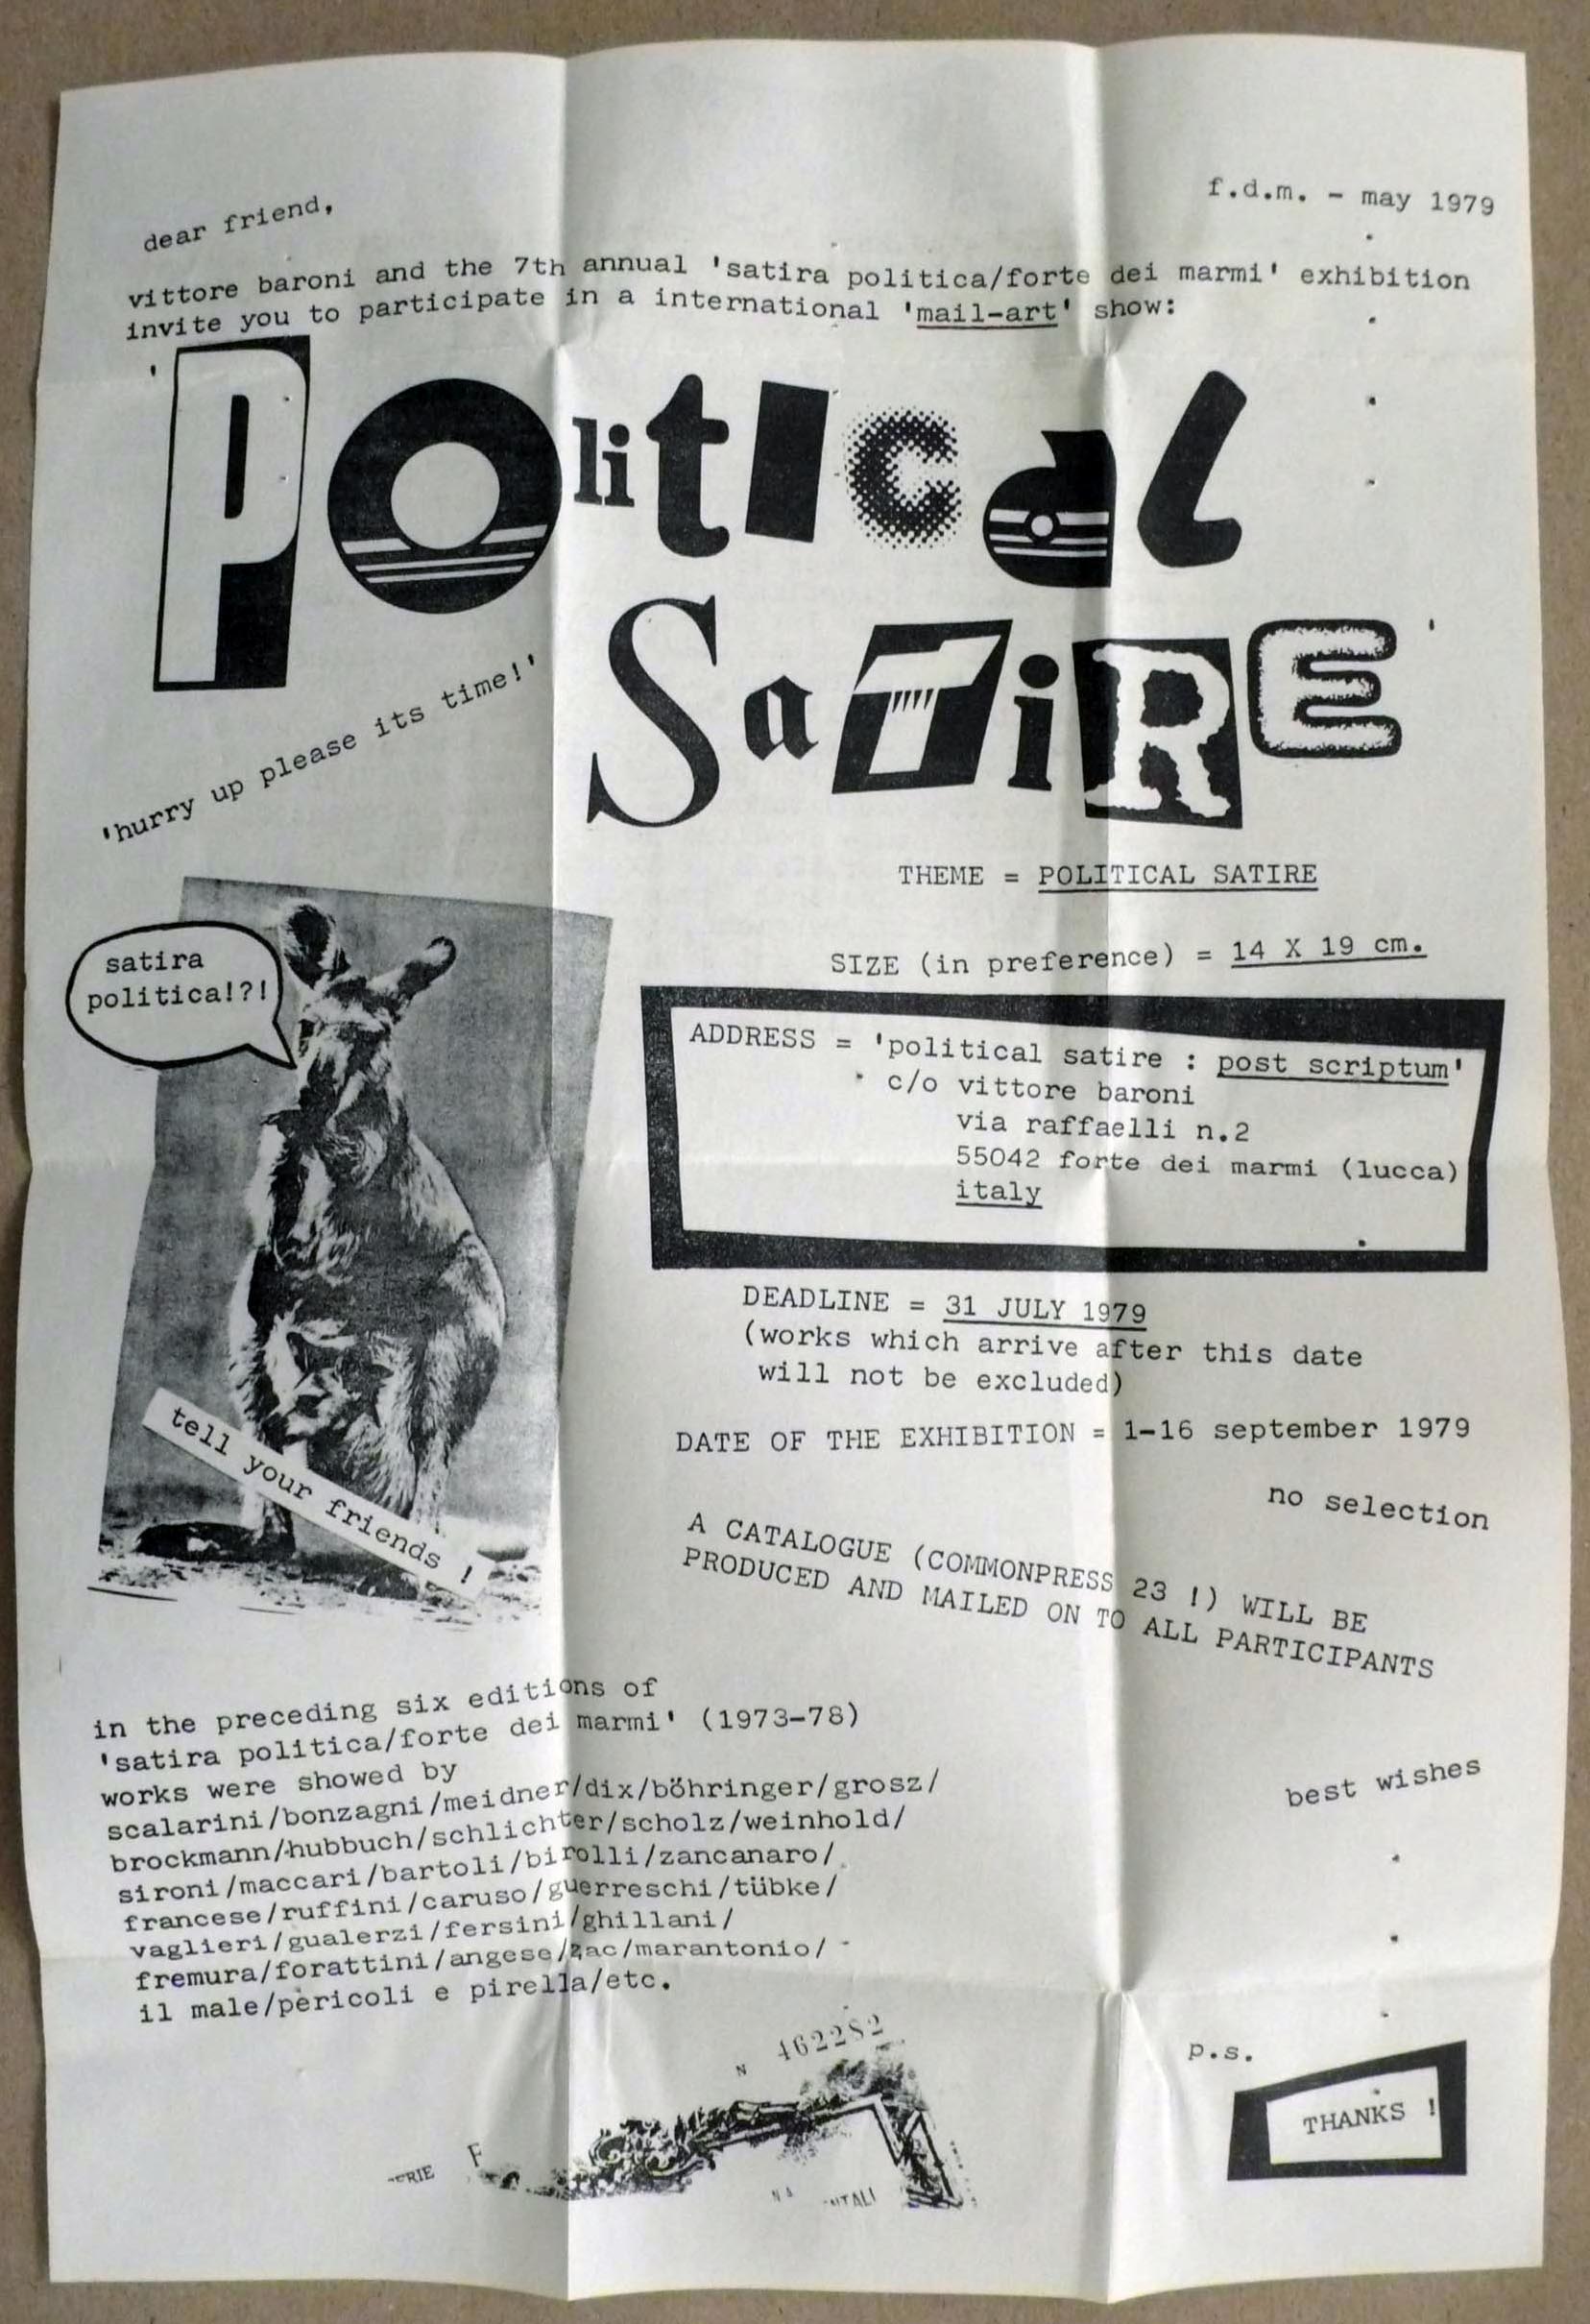 f.d.m. - may 1979
dear friend,
vittore baroni and the 7th annual 'satira politica/forte dei marmi' exhibition
invite you to participate in a international 'mail-art' show:
'PoliticaL
SaTiRE'
'hurry up please its time!'
THEME = POLITICAL SATIRE
SIZE (in preference) = 14 X 19 cm.
satira
politica!?!
ADDRESS = 'political satire : post scriptum'
c/o vittore baroni
via raffaelli n.2
55042 forte dei marmi (lucca)
italy
DEADLINE = 31 JULY 1979
(works which arrive after this date
will not be excluded)
tell your friends !
DATE OF THE EXHIBITION = 1-16 september 1979
no selection
A CATALOGUE (COMMONPRESS 23 !) WILL BE
PRODUCED AND MAILED ON TO ALL PARTICIPANTS
in the preceding six editions of
'satira politica/forte dei marmi' (1973-78)
works were showed by
scalarini/bonzagni/meidner/dix/böhringer/grosz/
brockmann/hubbuch/schlichter/scholz/weinhold/
sironi/maccari/bartoli/birolli/zancanaro/
francese/ruffini/caruso/guerreschi/tübke/
vaglieri/gualerzi/fersini/ghillani/
fremura/forattini/angese/zac/marantonio/
il male/pericoli e pirella/etc.
best wishes
N 462282
F
p.s.
THANKS !